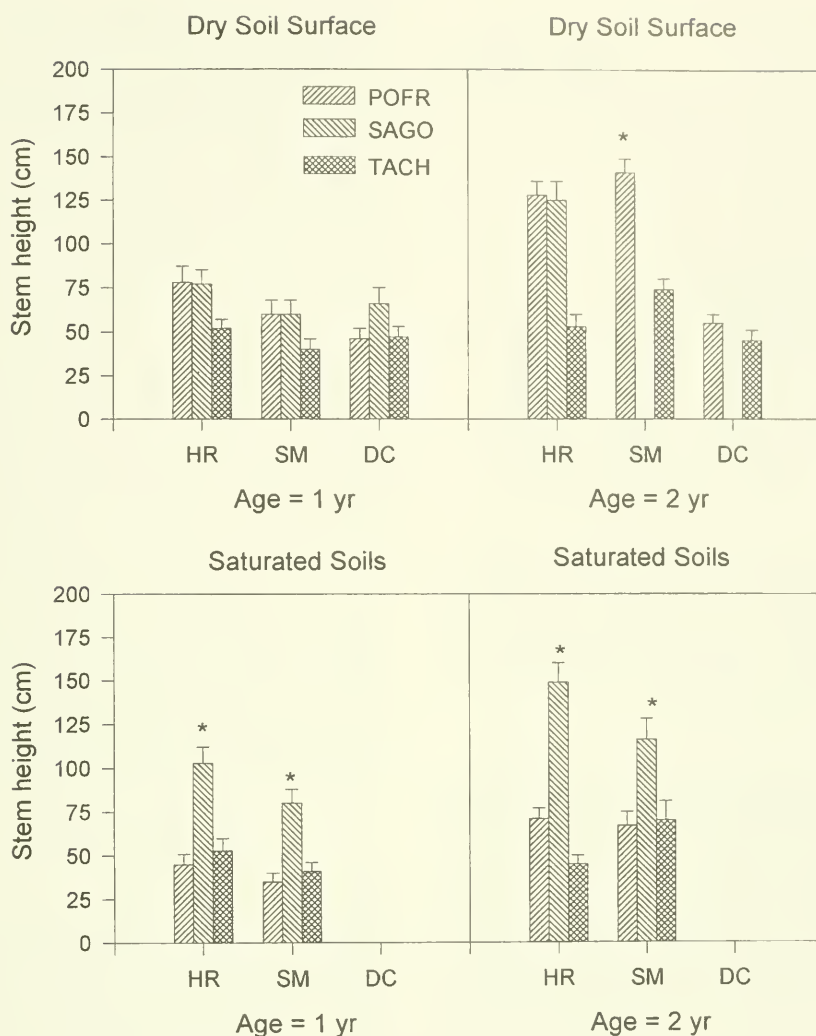 Dry Soil Surface
Dry Soil Surface
Stem height (cm)
200
175
150
125
100
75
50
25
0
POFR
SAGO
TACH
*
HR SM DC
HR SM DC
Age = 1 yr
Age = 2 yr
Saturated Soils
Saturated Soils
Stem height (cm)
200
175
150
125
100
75
50
25
0
* *
* *
HR SM DC
HR SM DC
Age = 1 yr
Age = 2 yr